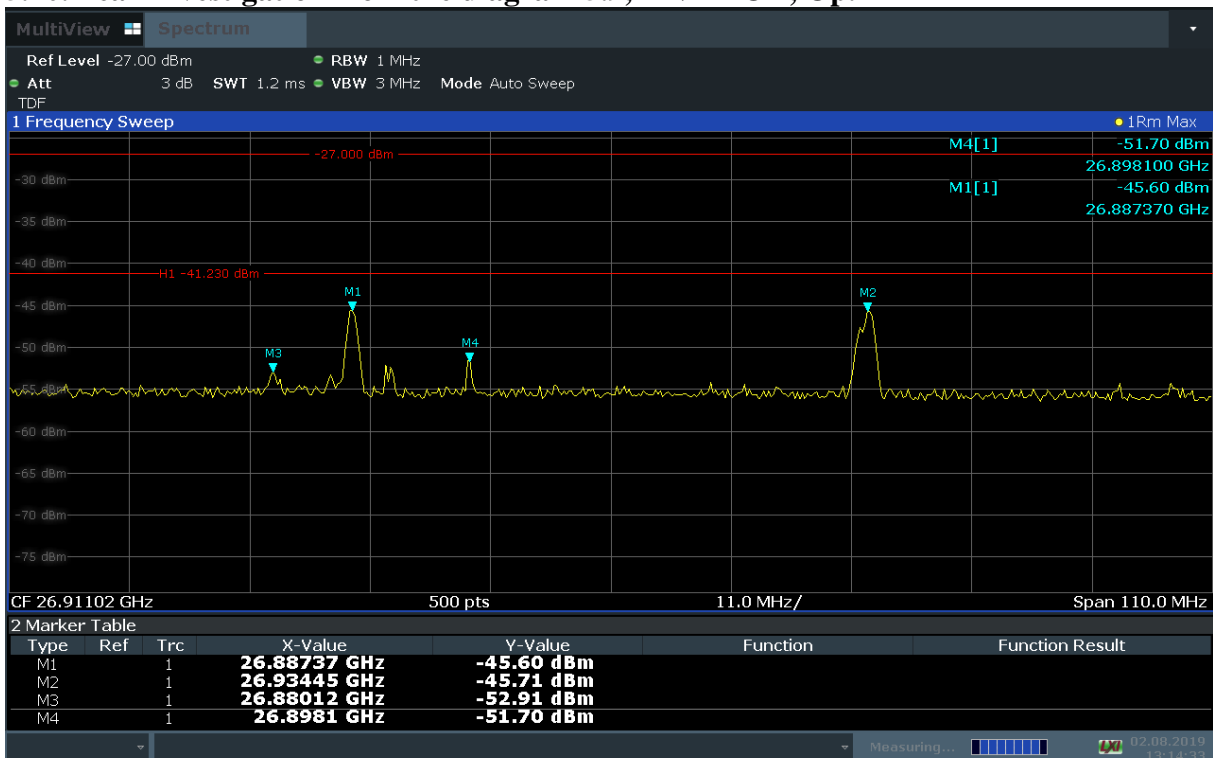 MultiView Spectrum
Ref Level -27.00 dBm RBW 1 MHz
Att 3 dB SWT 1.2 ms VBW 3 MHz Mode Auto Sweep
TDF
1 Frequency Sweep 1Rm Max
M4[1] -51.70 dBm
-27.000 dBm
26.898100 GHz
-30 dBm
M1[1] -45.60 dBm
26.887370 GHz
-35 dBm
-40 dBm
H1 -41.230 dBm
M1
M2
-45 dBm
M4
-50 dBm
M3
-55 dBm
-60 dBm
-65 dBm
-70 dBm
-75 dBm
CF 26.91102 GHz 500 pts 11.0 MHz/ Span 110.0 MHz
2 Marker Table
Type Ref Trc X-Value Y-Value Function Function Result
M1 1 26.88737 GHz -45.60 dBm
M2 1 26.93445 GHz -45.71 dBm
M3 1 26.88012 GHz -52.91 dBm
M4 1 26.8981 GHz -51.70 dBm
Measuring... LXI 02.08.2019
13:14:33